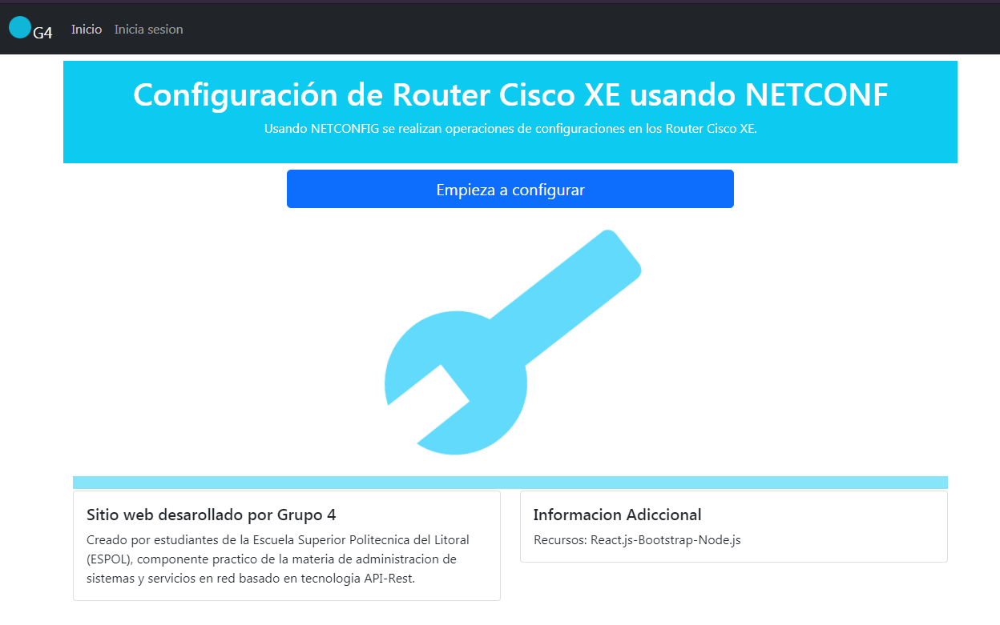 G4 Inicio Inicia sesion
Configuración de Router Cisco XE usando NETCONF
Usando NETCONFIG se realizan operaciones de configuraciones en los Router Cisco XE.
Empieza a configurar
Sitio web desarollado por Grupo 4
Creado por estudiantes de la Escuela Superior Politecnica del Litoral
(ESPOL), componente practico de la materia de administracion de
sistemas y servicios en red basado en tecnologia API-Rest.
Informacion Adiccional
Recursos: React.js-Bootstrap-Node.js